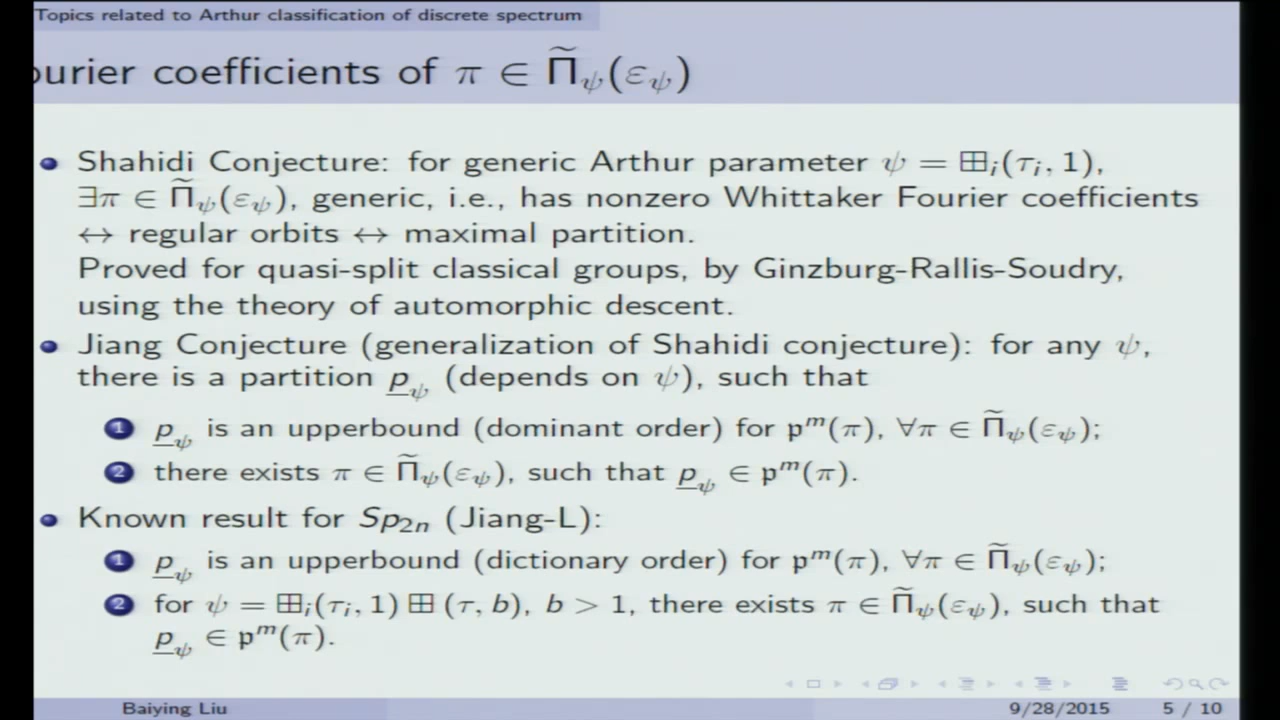 Topics related to Arthur classification of discrete spectrum
ourier coefficients of π ∈ Π̃_ψ(ε_ψ)
• Shahidi Conjecture: for generic Arthur parameter ψ = ⊞_i(τ_i, 1),
∃π ∈ Π̃_ψ(ε_ψ), generic, i.e., has nonzero Whittaker Fourier coefficients
↔ regular orbits ↔ maximal partition.
Proved for quasi-split classical groups, by Ginzburg-Rallis-Soudry,
using the theory of automorphic descent.
• Jiang Conjecture (generalization of Shahidi conjecture): for any ψ,
there is a partition p_ψ (depends on ψ), such that
1 p_ψ is an upperbound (dominant order) for 𝔭^m(π), ∀π ∈ Π̃_ψ(ε_ψ);
2 there exists π ∈ Π̃_ψ(ε_ψ), such that p_ψ ∈ 𝔭^m(π).
• Known result for Sp_2n (Jiang-L):
1 p_ψ is an upperbound (dictionary order) for 𝔭^m(π), ∀π ∈ Π̃_ψ(ε_ψ);
2 for ψ = ⊞_i(τ_i, 1) ⊞ (τ, b), b > 1, there exists π ∈ Π̃_ψ(ε_ψ), such that
p_ψ ∈ 𝔭^m(π).
Baiying Liu 9/28/2015 5 / 10